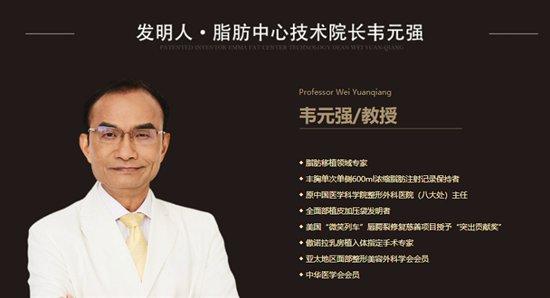 发明人·脂肪中心技术院长韦元强
PATENTED INVENTOR EMMA FAT CENTER TECHNOLOGY DEAN WEI YUAN-QIANG
Professor Wei Yuanqiang
韦元强/教授
脂肪移植领域专家
丰胸单次单侧600ml浓缩脂肪注射记录保持者
原中国医学科学院整形外科医院（八大处）主任
全面部植皮加压袋发明者
美国“微笑列车”唇腭裂修复慈善项目授予“突出贡献奖”
傲诺拉乳房植入体指定手术专家
亚太地区面部整形美容外科学会会员
中华医学会会员